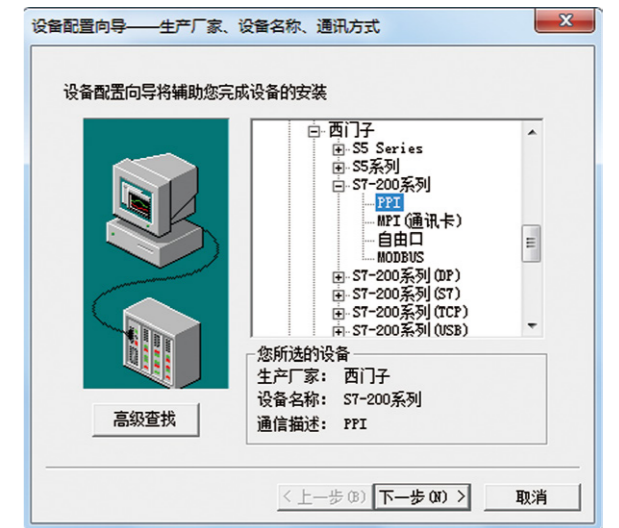 设备配置向导——生产厂家、设备名称、通讯方式
设备配置向导将辅助您完成设备的安装
西门子
S5 Series
S5系列
S7-200系列
PPI
MPI(通讯卡)
自由口
MODBUS
S7-200系列(DP)
S7-200系列(S7)
S7-200系列(TCP)
S7-200系列(USB)
您所选的设备
生产厂家： 西门子
设备名称： S7-200系列
通信描述： PPI
高级查找
< 上一步(B) 下一步(N) > 取消